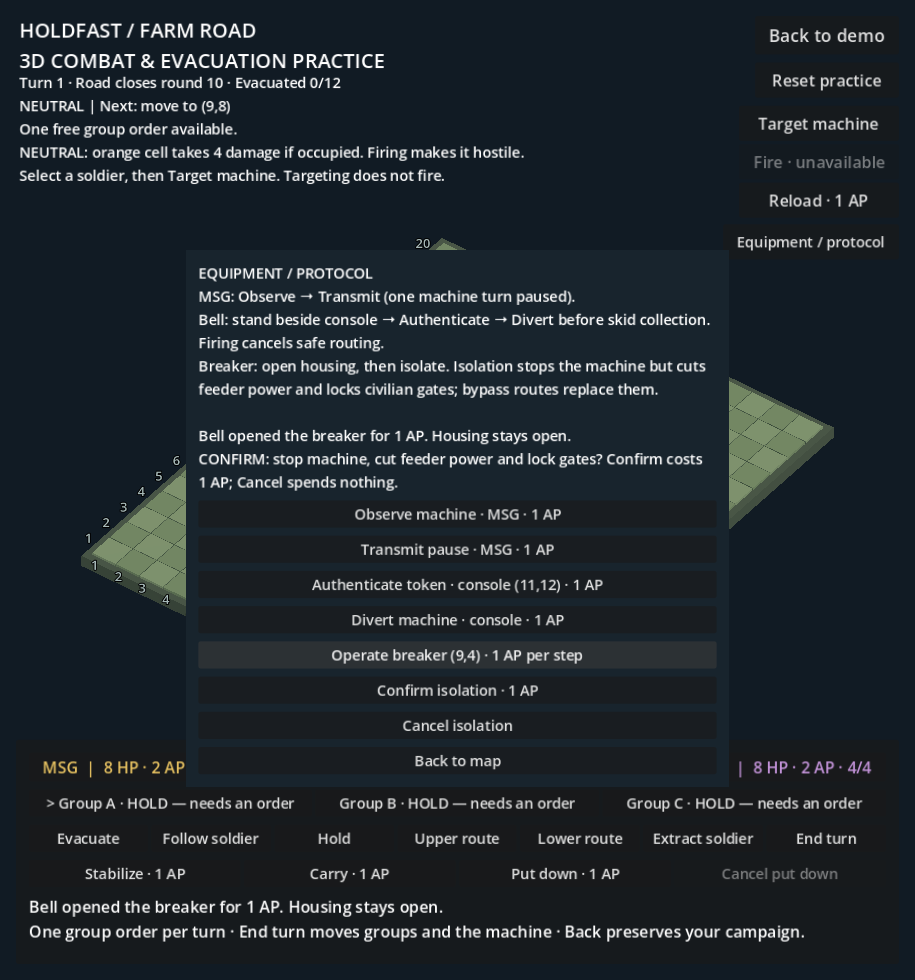 HOLDFAST / FARM ROAD
3D COMBAT & EVACUATION PRACTICE
Turn 1 · Road closes round 10 · Evacuated 0/12
NEUTRAL | Next: move to (9,8)
One free group order available.
NEUTRAL: orange cell takes 4 damage if occupied. Firing makes it hostile.
Select a soldier, then Target machine. Targeting does not fire.
Back to demo
Reset practice
Target machine
Fire · unavailable
Reload · 1 AP
Equipment / protocol
20
6
5
4
3
2
1
1
2
3
4
EQUIPMENT / PROTOCOL
MSG: Observe → Transmit (one machine turn paused).
Bell: stand beside console → Authenticate → Divert before skid collection.
Firing cancels safe routing.
Breaker: open housing, then isolate. Isolation stops the machine but cuts
feeder power and locks civilian gates; bypass routes replace them.
Bell opened the breaker for 1 AP. Housing stays open.
CONFIRM: stop machine, cut feeder power and lock gates? Confirm costs
1 AP; Cancel spends nothing.
Observe machine · MSG · 1 AP
Transmit pause · MSG · 1 AP
Authenticate token · console (11,12) · 1 AP
Divert machine · console · 1 AP
Operate breaker (9,4) · 1 AP per step
Confirm isolation · 1 AP
Cancel isolation
Back to map
MSG | 8 HP · 2 AP
| 8 HP · 2 AP · 4/4
> Group A · HOLD — needs an order
Group B · HOLD — needs an order
Group C · HOLD — needs an order
Evacuate
Follow soldier
Hold
Upper route
Lower route
Extract soldier
End turn
Stabilize · 1 AP
Carry · 1 AP
Put down · 1 AP
Cancel put down
Bell opened the breaker for 1 AP. Housing stays open.
One group order per turn · End turn moves groups and the machine · Back preserves your campaign.